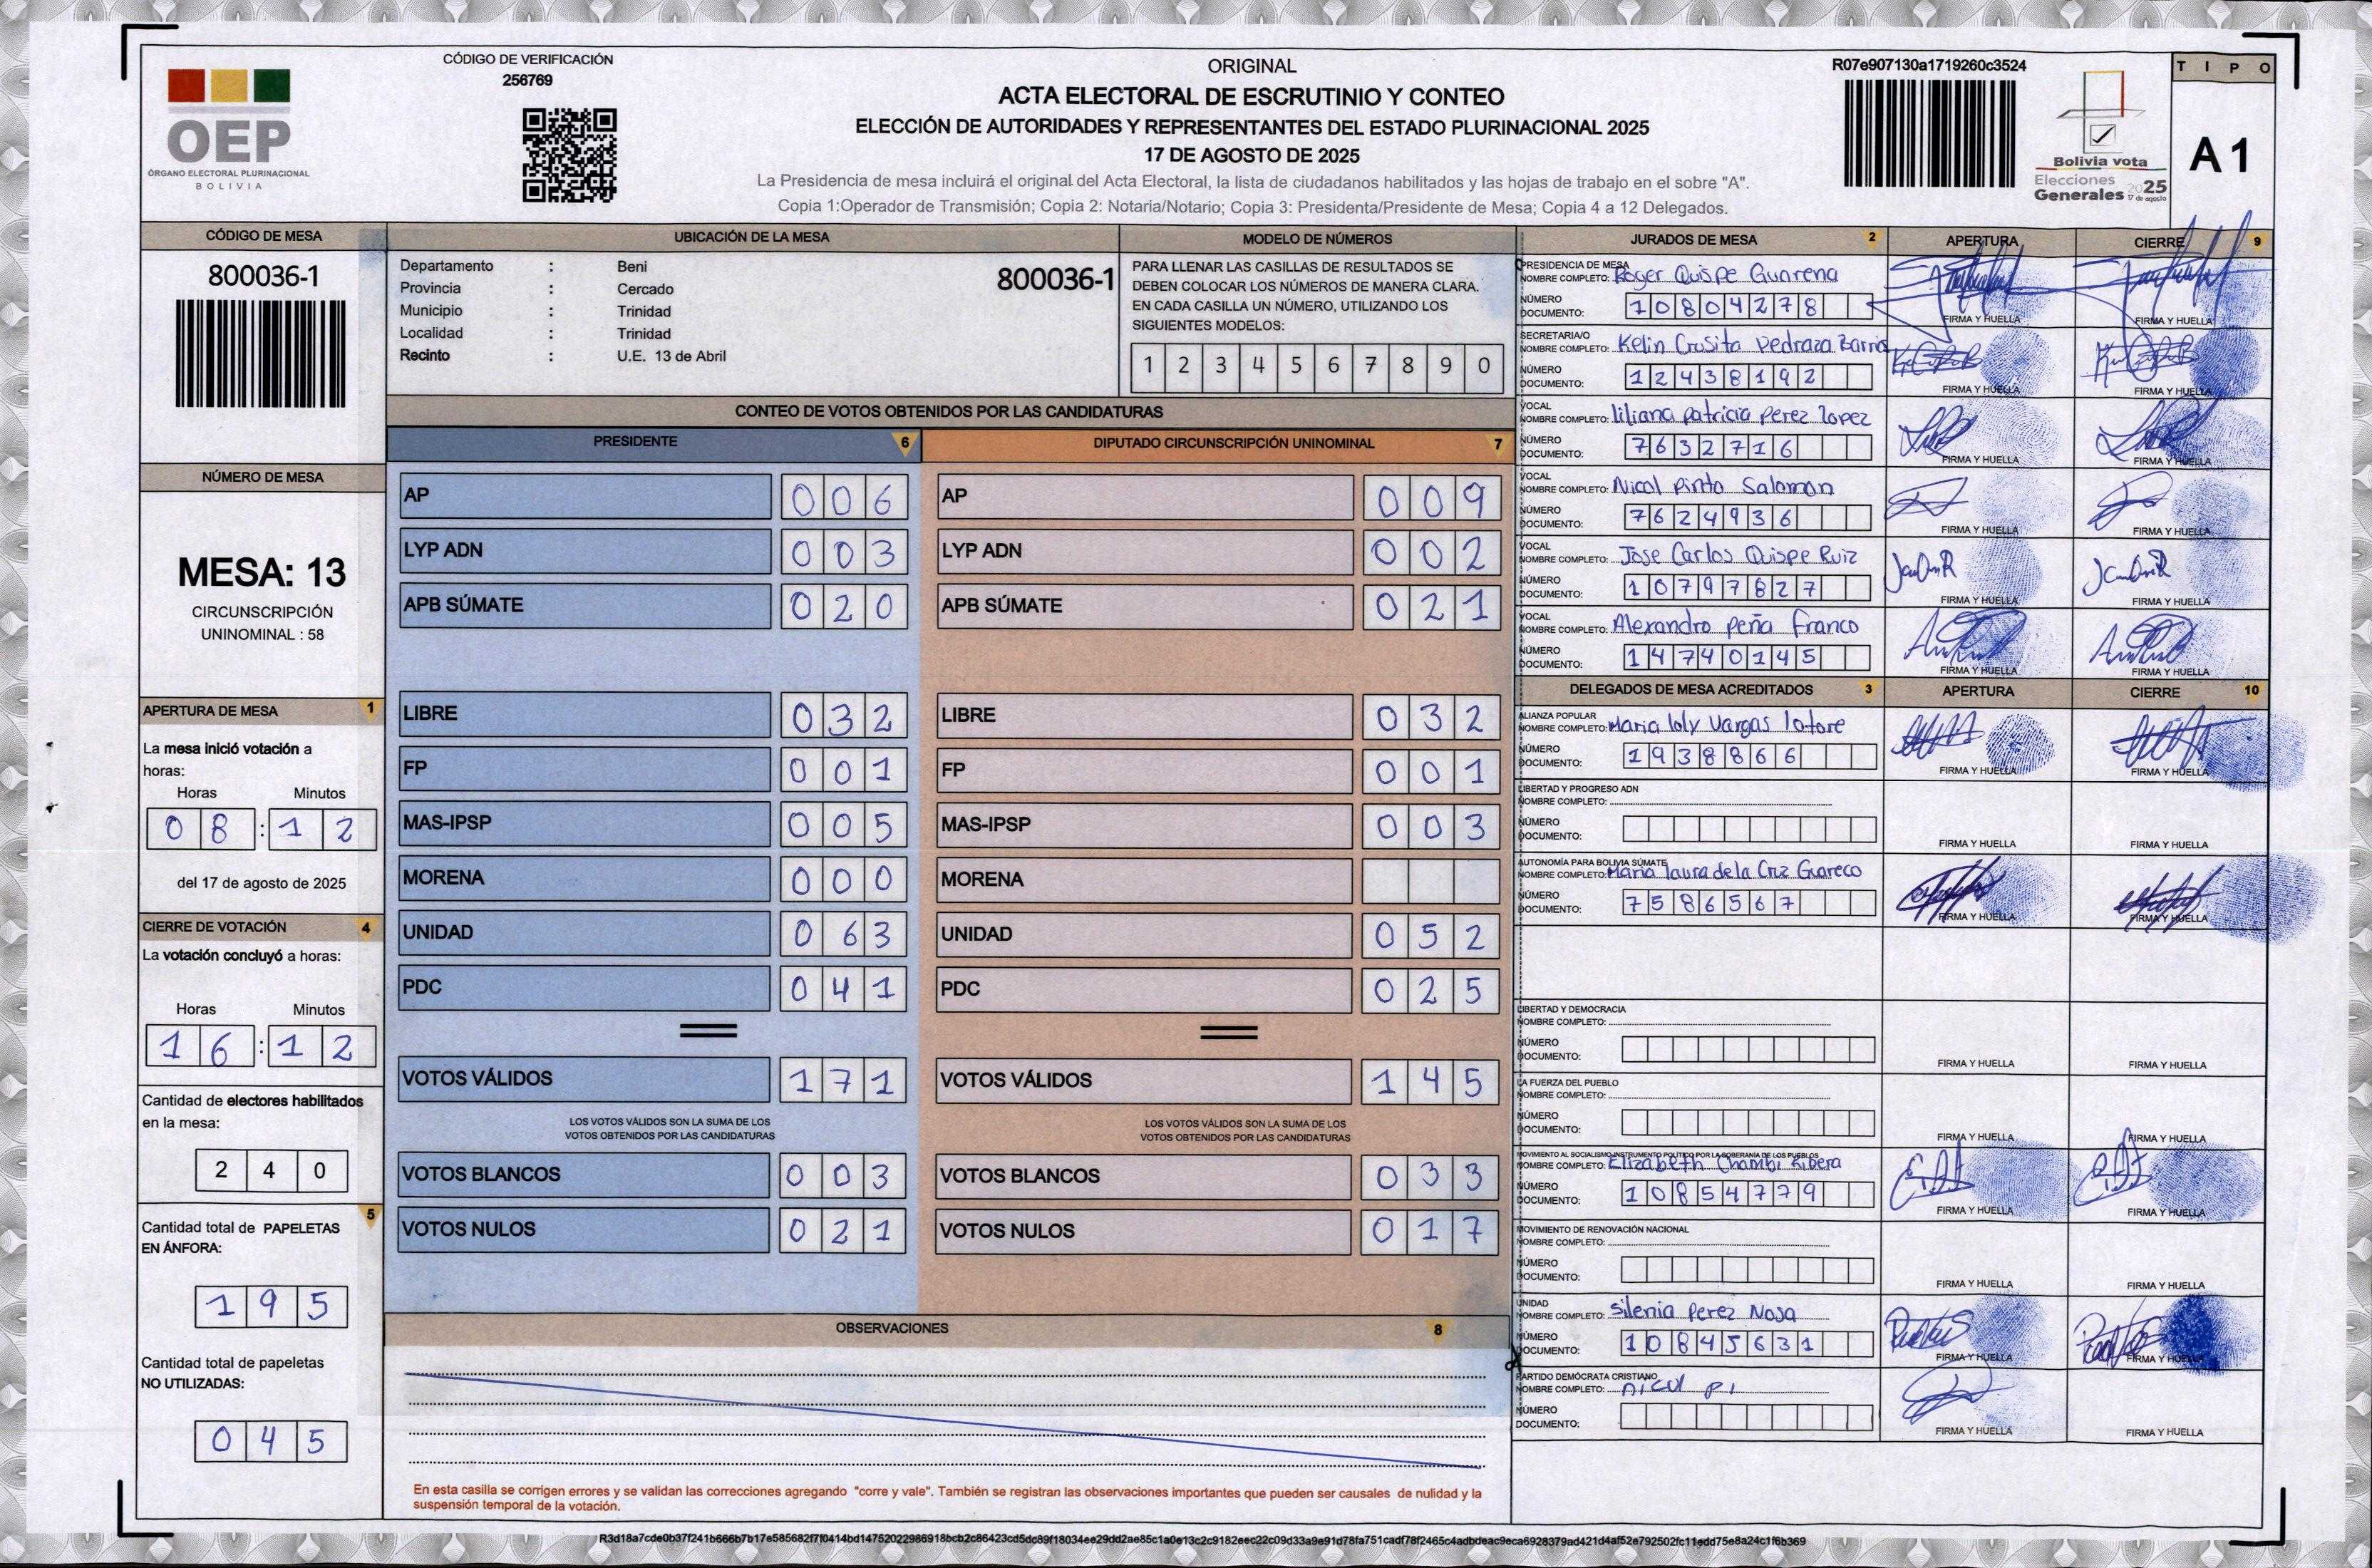 CÓDIGO DE VERIFICACIÓN
256769
OEP
ÓRGANO ELECTORAL PLURINACIONAL
BOLIVIA
ORIGINAL
ACTA ELECTORAL DE ESCRUTINIO Y CONTEO
ELECCIÓN DE AUTORIDADES Y REPRESENTANTES DEL ESTADO PLURINACIONAL 2025
17 DE AGOSTO DE 2025
La Presidencia de mesa incluirá el original del Acta Electoral, la lista de ciudadanos habilitados y las hojas de trabajo en el sobre "A".
Copia 1:Operador de Transmisión; Copia 2: Notaria/Notario; Copia 3: Presidenta/Presidente de Mesa; Copia 4 a 12 Delegados.
R07e907130a1719260c3524
Bolivia vota
Elecciones
Generales 2025
17 de agosto
TIPO
A1
CÓDIGO DE MESA
800036-1
NÚMERO DE MESA
MESA: 13
CIRCUNSCRIPCIÓN
UNINOMINAL : 58
APERTURA DE MESA 1
La mesa inició votación a
horas:
Horas Minutos
08 : 12
del 17 de agosto de 2025
CIERRE DE VOTACIÓN 4
La votación concluyó a horas:
Horas Minutos
16 : 12
Cantidad de electores habilitados
en la mesa:
240
5
Cantidad total de PAPELETAS
EN ÁNFORA:
195
Cantidad total de papeletas
NO UTILIZADAS:
045
UBICACIÓN DE LA MESA
Departamento : Beni
Provincia : Cercado
Municipio : Trinidad
Localidad : Trinidad
Recinto : U.E. 13 de Abril
800036-1
MODELO DE NÚMEROS
PARA LLENAR LAS CASILLAS DE RESULTADOS SE
DEBEN COLOCAR LOS NÚMEROS DE MANERA CLARA.
EN CADA CASILLA UN NÚMERO, UTILIZANDO LOS
SIGUIENTES MODELOS:
1 2 3 4 5 6 7 8 9 0
CONTEO DE VOTOS OBTENIDOS POR LAS CANDIDATURAS
PRESIDENTE 6
AP 006
LYP ADN 003
APB SÚMATE 020
LIBRE 032
FP 001
MAS-IPSP 005
MORENA 000
UNIDAD 063
PDC 041
VOTOS VÁLIDOS 171
LOS VOTOS VÁLIDOS SON LA SUMA DE LOS
VOTOS OBTENIDOS POR LAS CANDIDATURAS
VOTOS BLANCOS 003
VOTOS NULOS 021
DIPUTADO CIRCUNSCRIPCIÓN UNINOMINAL 7
AP 009
LYP ADN 002
APB SÚMATE 021
LIBRE 032
FP 001
MAS-IPSP 003
MORENA
UNIDAD 052
PDC 025
VOTOS VÁLIDOS 145
LOS VOTOS VÁLIDOS SON LA SUMA DE LOS
VOTOS OBTENIDOS POR LAS CANDIDATURAS
VOTOS BLANCOS 033
VOTOS NULOS 017
OBSERVACIONES 8
En esta casilla se corrigen errores y se validan las correcciones agregando "corre y vale". También se registran las observaciones importantes que pueden ser causales de nulidad y la
suspensión temporal de la votación.
JURADOS DE MESA 2 APERTURA CIERRE 9
PRESIDENCIA DE MESA
NOMBRE COMPLETO: Roger Quispe Guarena
NÚMERO
DOCUMENTO: 10804278
FIRMA Y HUELLA FIRMA Y HUELLA
SECRETARIA/O
NOMBRE COMPLETO: Kelin Crusita Pedraza Barria
NÚMERO
DOCUMENTO: 12438192
FIRMA Y HUELLA FIRMA Y HUELLA
VOCAL
NOMBRE COMPLETO: liliana patricia perez lopez
NÚMERO
DOCUMENTO: 7632716
FIRMA Y HUELLA FIRMA Y HUELLA
VOCAL
NOMBRE COMPLETO: Nicol Pinto Salomon
NÚMERO
DOCUMENTO: 7624936
FIRMA Y HUELLA FIRMA Y HUELLA
VOCAL
NOMBRE COMPLETO: Jose Carlos Quispe Ruiz
NÚMERO
DOCUMENTO: 10797827
FIRMA Y HUELLA FIRMA Y HUELLA
VOCAL
NOMBRE COMPLETO: Alexandro Peña Franco
NÚMERO
DOCUMENTO: 14740145
FIRMA Y HUELLA FIRMA Y HUELLA
DELEGADOS DE MESA ACREDITADOS 3 APERTURA CIERRE 10
ALIANZA POPULAR
NOMBRE COMPLETO: Maria loly Vargas latore
NÚMERO
DOCUMENTO: 1938866
FIRMA Y HUELLA FIRMA Y HUELLA
LIBERTAD Y PROGRESO ADN
NOMBRE COMPLETO:
NÚMERO
DOCUMENTO:
FIRMA Y HUELLA FIRMA Y HUELLA
AUTONOMÍA PARA BOLIVIA SÚMATE
NOMBRE COMPLETO: Maria laura dela Cruz Guareco
NÚMERO
DOCUMENTO: 7586567
FIRMA Y HUELLA FIRMA Y HUELLA
LIBERTAD Y DEMOCRACIA
NOMBRE COMPLETO:
NÚMERO
DOCUMENTO:
FIRMA Y HUELLA FIRMA Y HUELLA
LA FUERZA DEL PUEBLO
NOMBRE COMPLETO:
NÚMERO
DOCUMENTO:
FIRMA Y HUELLA FIRMA Y HUELLA
MOVIMIENTO AL SOCIALISMO-INSTRUMENTO POLÍTICO POR LA SOBERANÍA DE LOS PUEBLOS
NOMBRE COMPLETO: Elizabeth Chambi Ribera
NÚMERO
DOCUMENTO: 10854779
FIRMA Y HUELLA FIRMA Y HUELLA
MOVIMIENTO DE RENOVACIÓN NACIONAL
NOMBRE COMPLETO:
NÚMERO
DOCUMENTO:
FIRMA Y HUELLA FIRMA Y HUELLA
UNIDAD
NOMBRE COMPLETO: Silenia Perez Nosa
NÚMERO
DOCUMENTO: 10845631
FIRMA Y HUELLA FIRMA Y HUELLA
PARTIDO DEMÓCRATA CRISTIANO
NOMBRE COMPLETO: nicol pi
NÚMERO
DOCUMENTO:
FIRMA Y HUELLA FIRMA Y HUELLA